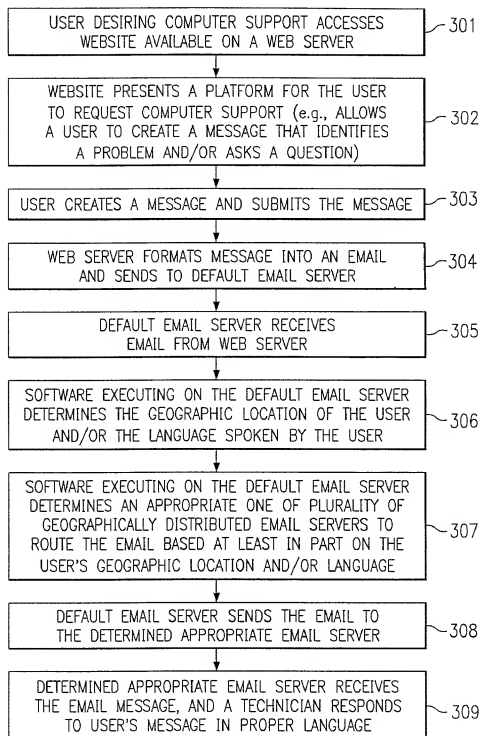 USER DESIRING COMPUTER SUPPORT ACCESSES
WEBSITE AVAILABLE ON A WEB SERVER
301
WEBSITE PRESENTS A PLATFORM FOR THE USER
TO REQUEST COMPUTER SUPPORT (e.g., ALLOWS
A USER TO CREATE A MESSAGE THAT IDENTIFIES
A PROBLEM AND/OR ASKS A QUESTION)
302
USER CREATES A MESSAGE AND SUBMITS THE MESSAGE
303
WEB SERVER FORMATS MESSAGE INTO AN EMAIL
AND SENDS TO DEFAULT EMAIL SERVER
304
DEFAULT EMAIL SERVER RECEIVES
EMAIL FROM WEB SERVER
305
SOFTWARE EXECUTING ON THE DEFAULT EMAIL SERVER
DETERMINES THE GEOGRAPHIC LOCATION OF THE USER
AND/OR THE LANGUAGE SPOKEN BY THE USER
306
SOFTWARE EXECUTING ON THE DEFAULT EMAIL SERVER
DETERMINES AN APPROPRIATE ONE OF PLURALITY OF
GEOGRAPHICALLY DISTRIBUTED EMAIL SERVERS TO
ROUTE THE EMAIL BASED AT LEAST IN PART ON THE
USER'S GEOGRAPHIC LOCATION AND/OR LANGUAGE
307
DEFAULT EMAIL SERVER SENDS THE EMAIL TO
THE DETERMINED APPROPRIATE EMAIL SERVER
308
DETERMINED APPROPRIATE EMAIL SERVER RECEIVES
THE EMAIL MESSAGE, AND A TECHNICIAN RESPONDS
TO USER'S MESSAGE IN PROPER LANGUAGE
309